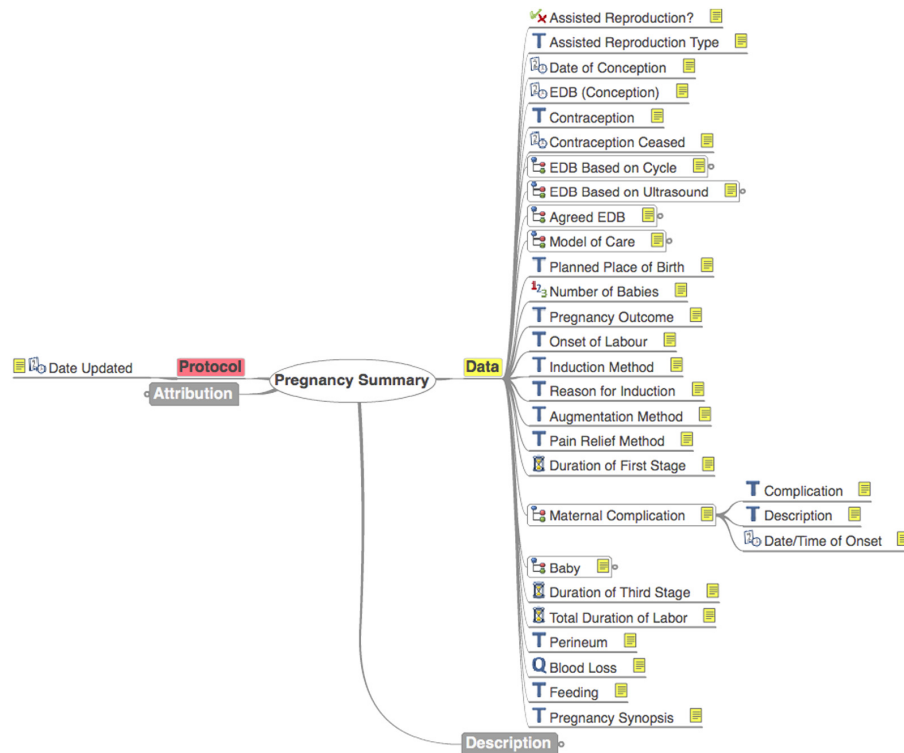 Assisted Reproduction?
T Assisted Reproduction Type
Date of Conception
EDB (Conception)
T Contraception
Contraception Ceased
EDB Based on Cycle
EDB Based on Ultrasound
Agreed EDB
Model of Care
T Planned Place of Birth
123 Number of Babies
T Pregnancy Outcome
T Onset of Labour
T Induction Method
T Reason for Induction
T Augmentation Method
T Pain Relief Method
Duration of First Stage
Maternal Complication
T Complication
T Description
Date/Time of Onset
Baby
Duration of Third Stage
Total Duration of Labor
T Perineum
Q Blood Loss
T Feeding
T Pregnancy Synopsis
Date Updated
Protocol
Attribution
Pregnancy Summary
Data
Description